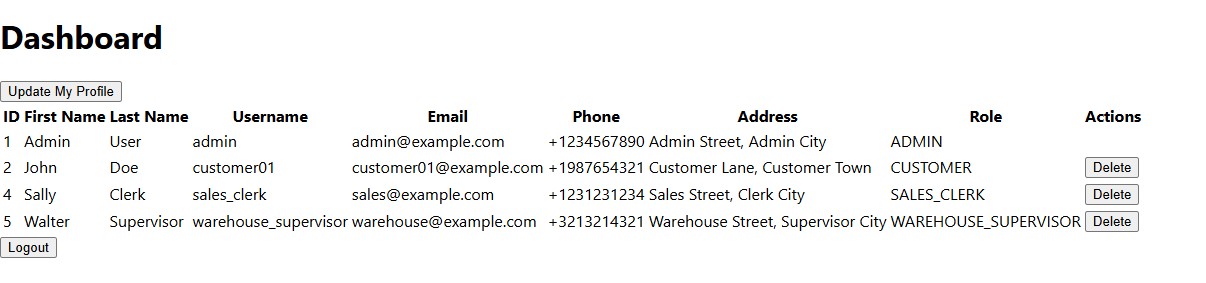 Dashboard
Update My Profile
ID First Name Last Name Username Email Phone Address Role Actions
1 Admin User admin admin@example.com +1234567890 Admin Street, Admin City ADMIN
2 John Doe customer01 customer01@example.com +1987654321 Customer Lane, Customer Town CUSTOMER Delete
4 Sally Clerk sales_clerk sales@example.com +1231231234 Sales Street, Clerk City SALES_CLERK Delete
5 Walter Supervisor warehouse_supervisor warehouse@example.com +3213214321 Warehouse Street, Supervisor City WAREHOUSE_SUPERVISOR Delete
Logout